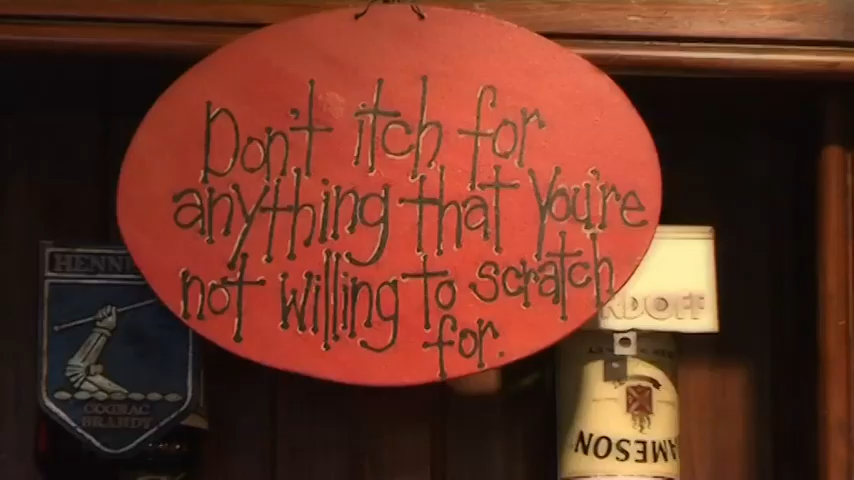 Don't itch for
anything that You're
not willing to Scratch
for.
HENN
COGNAC
BRANDY
RDOFF
JAMESON